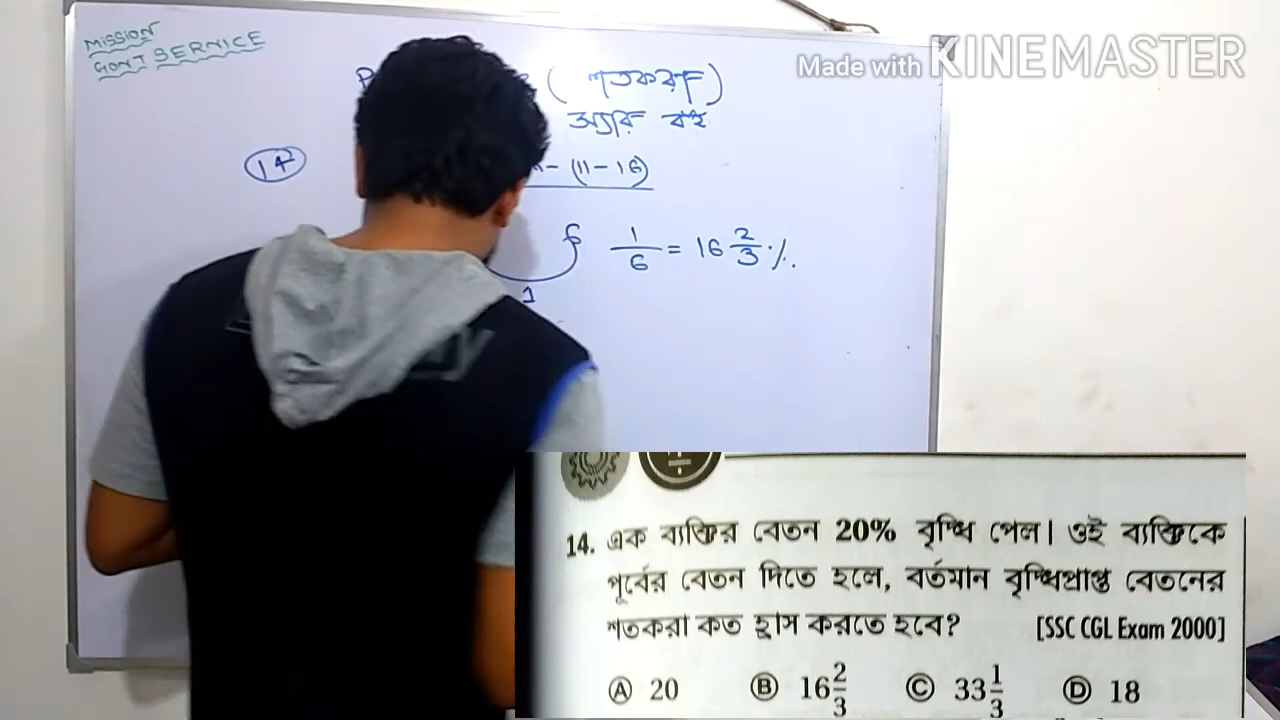 MISSION
GOVT SERVICE
Made with KINEMASTER
(শতকরা)
অ্যারু বই
14
- (11 - 16)
6 1/6 = 16 2/3 %.
1
14. এক ব্যক্তির বেতন 20% বৃদ্ধি পেল। ওই ব্যক্তিকে
পূর্বের বেতন দিতে হলে, বর্তমান বৃদ্ধিপ্রাপ্ত বেতনের
শতকরা কত হ্রাস করতে হবে? [SSC CGL Exam 2000]
Ⓐ 20 Ⓑ 16 2/3 Ⓒ 33 1/3 Ⓓ 18